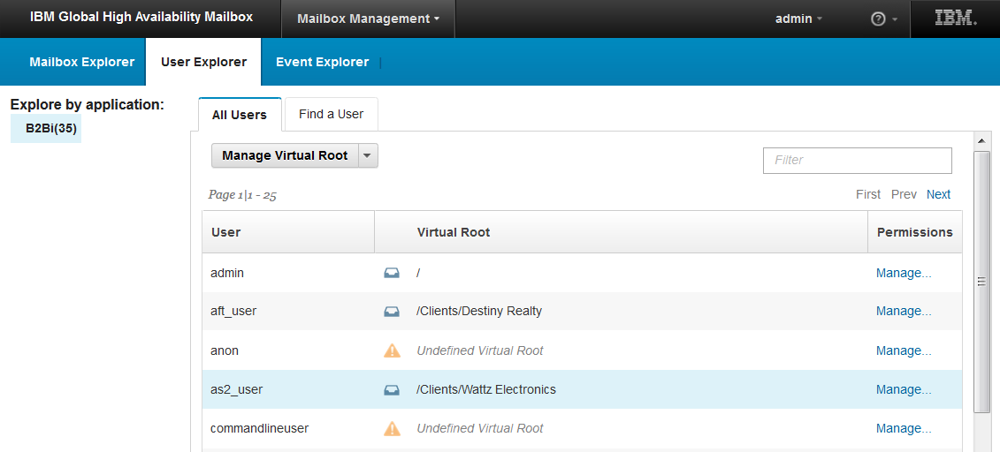 IBM Global High Availability Mailbox Mailbox Management admin ? IBM.
Mailbox Explorer User Explorer Event Explorer
Explore by application:
B2Bi(35)
All Users Find a User
Manage Virtual Root Filter
Page 1|1 - 25 First Prev Next
User Virtual Root Permissions
admin / Manage...
aft_user /Clients/Destiny Realty Manage...
anon Undefined Virtual Root Manage...
as2_user /Clients/Wattz Electronics Manage...
commandlineuser Undefined Virtual Root Manage...